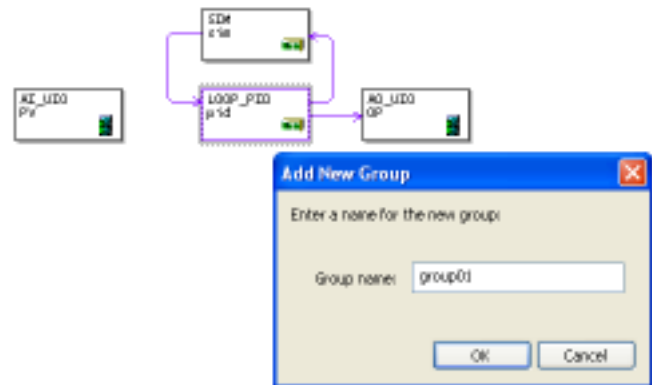 SIM
sim
AI_UIO
PV
LOOP_PID
pid
AO_UIO
OP
Add New Group
Enter a name for the new group:
Group name: group01
OK Cancel